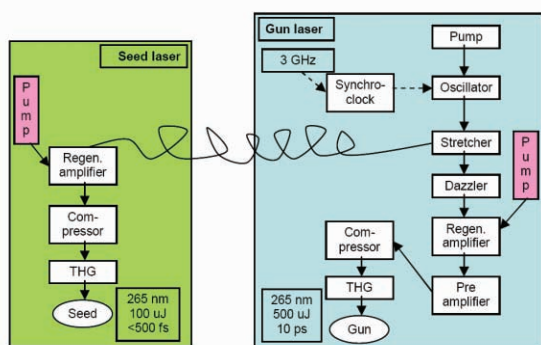 Seed laser
Pump
Regen.
amplifier
Com-
pressor
THG
Seed
265 nm
100 uJ
<500 fs
Gun laser
3 GHz
Synchro-
clock
Pump
Oscillator
Stretcher
Dazzler
Pump
Regen.
amplifier
Pre
amplifier
Com-
pressor
THG
Gun
265 nm
500 uJ
10 ps